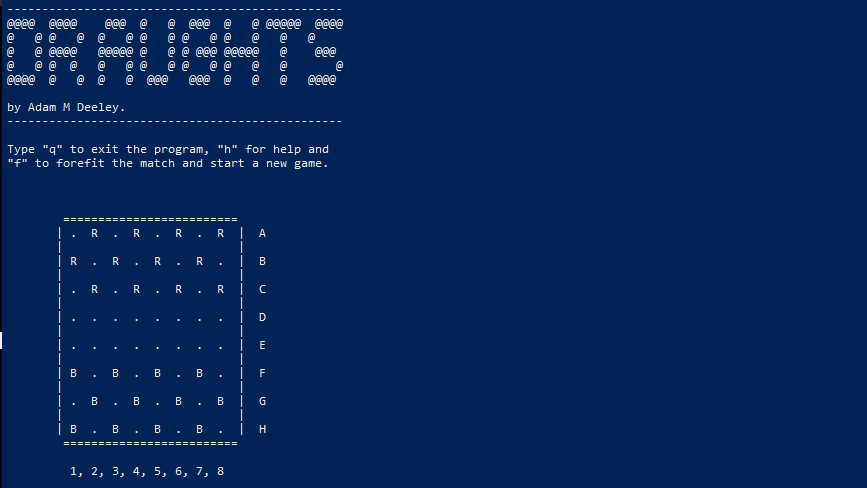 ------------------------------------------------
DRAUGHTS
by Adam M Deeley.
------------------------------------------------
Type "q" to exit the program, "h" for help and
"f" to forefit the match and start a new game.
=========================
| . R . R . R . R | A
| R . R . R . R . | B
| . R . R . R . R | C
| . . . . . . . . | D
| . . . . . . . . | E
| B . B . B . B . | F
| . B . B . B . B | G
| B . B . B . B . | H
=========================
1, 2, 3, 4, 5, 6, 7, 8